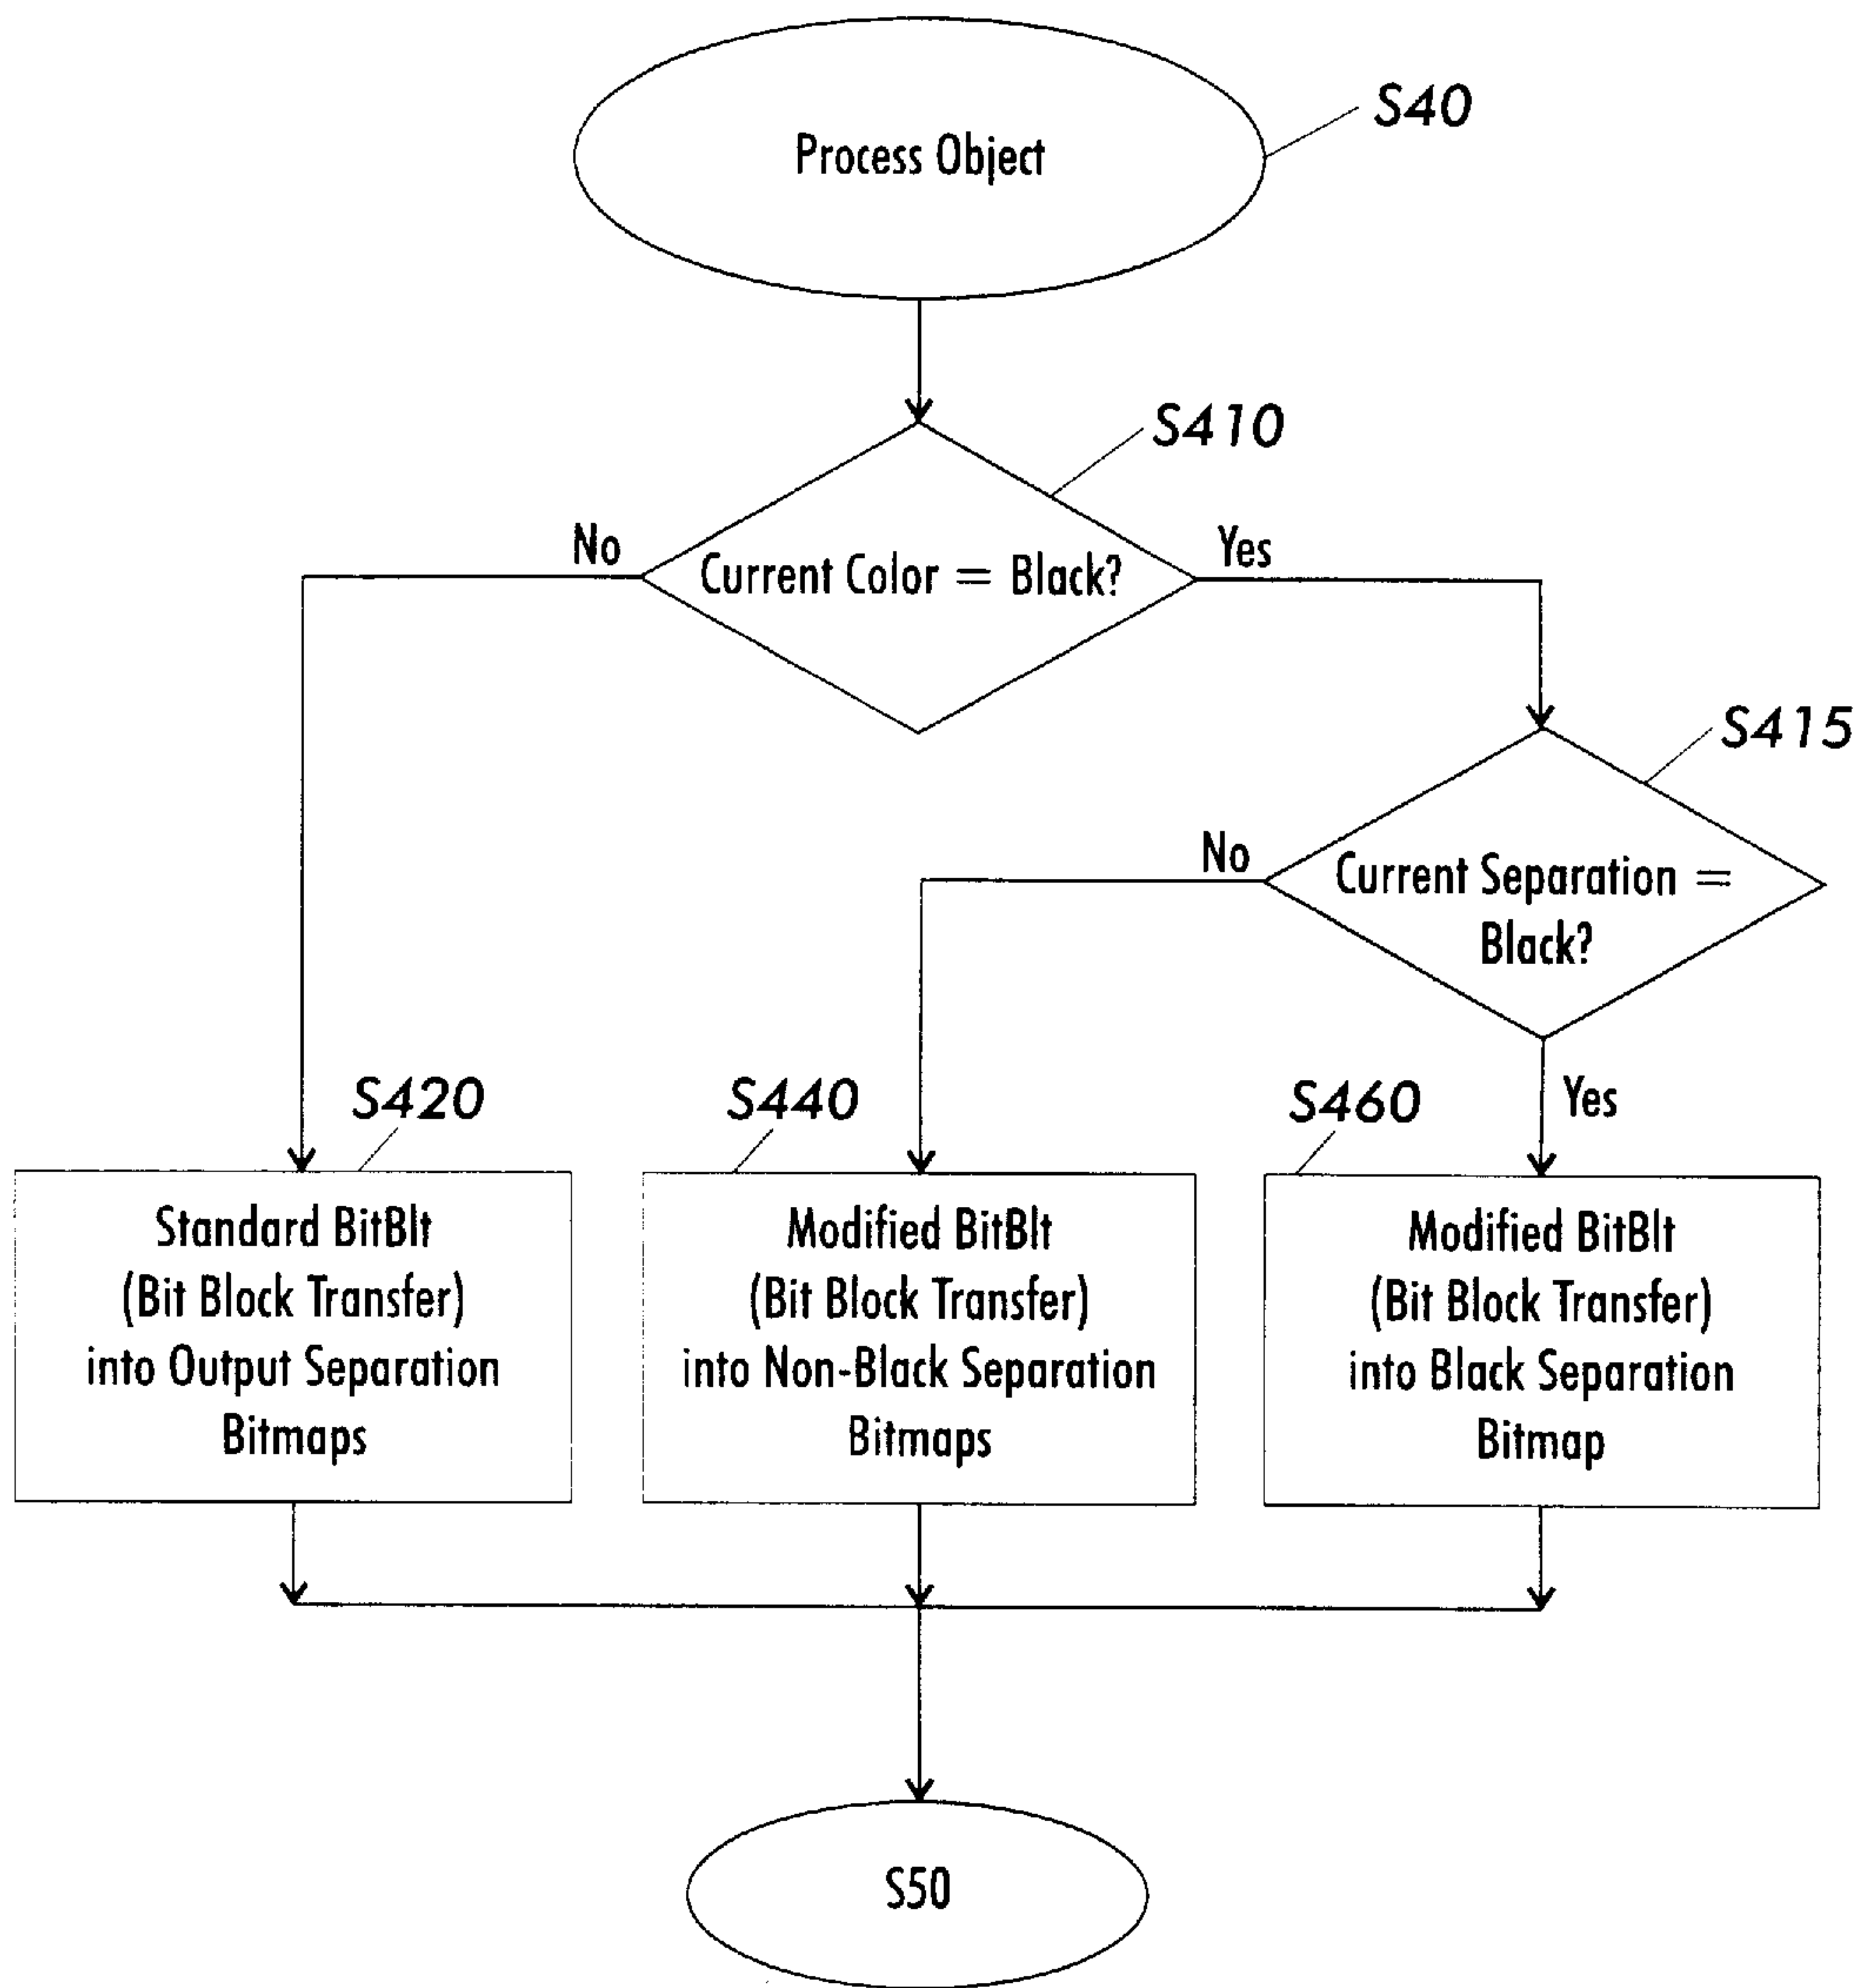 S40
Process Object
S410
No
Yes
Current Color = Black?
S415
No
Current Separation =
Black?
Yes
S420
S440
S460
Standard BitBlt
(Bit Block Transfer)
into Output Separation
Bitmaps
Modified BitBlt
(Bit Block Transfer)
into Non-Black Separation
Bitmaps
Modified BitBlt
(Bit Block Transfer)
into Black Separation
Bitmap
S50